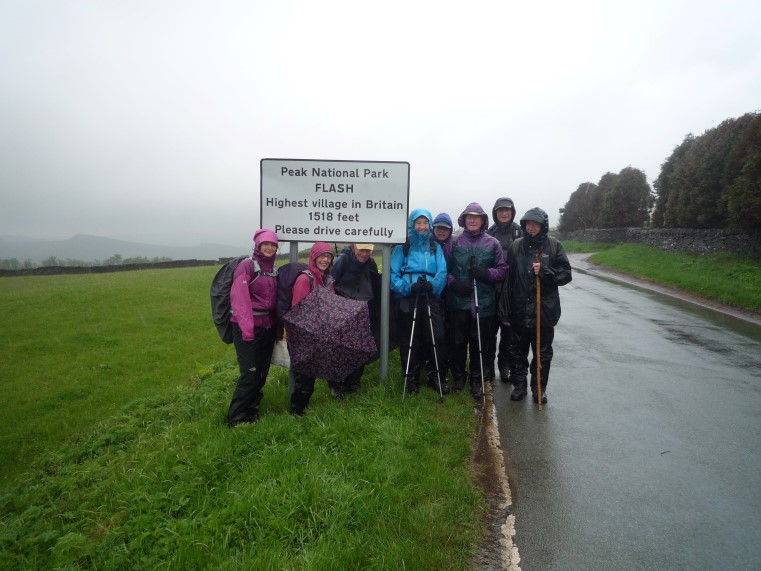 Peak National Park
FLASH
Highest village in Britain
1518 feet
Please drive carefully